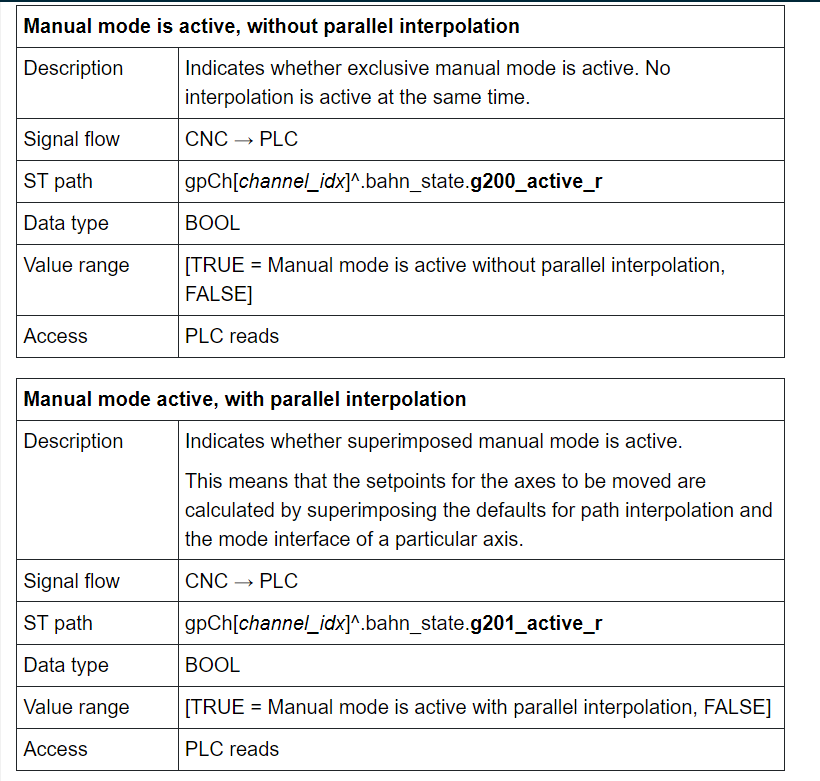 Manual mode is active, without parallel interpolation
Description
Indicates whether exclusive manual mode is active. No
interpolation is active at the same time.
Signal flow
CNC → PLC
ST path
gpCh[channel_idx]^.bahn_state.g200_active_r
Data type
BOOL
Value range
[TRUE = Manual mode is active without parallel interpolation,
FALSE]
Access
PLC reads
Manual mode active, with parallel interpolation
Description
Indicates whether superimposed manual mode is active.
This means that the setpoints for the axes to be moved are
calculated by superimposing the defaults for path interpolation and
the mode interface of a particular axis.
Signal flow
CNC → PLC
ST path
gpCh[channel_idx]^.bahn_state.g201_active_r
Data type
BOOL
Value range
[TRUE = Manual mode is active with parallel interpolation, FALSE]
Access
PLC reads